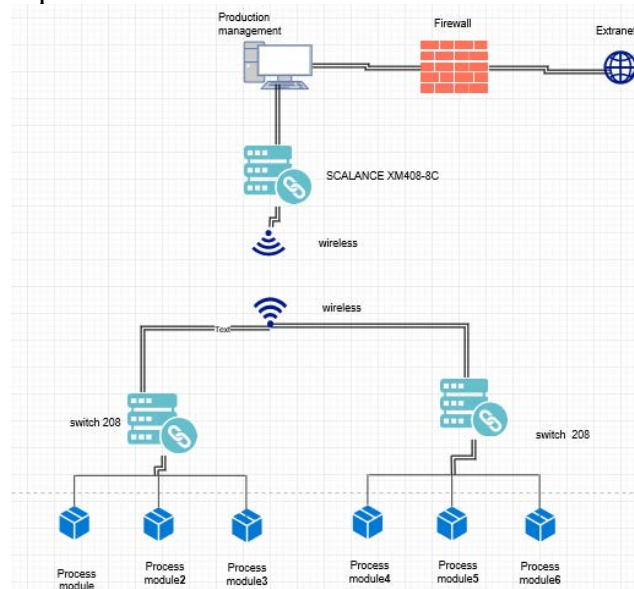 Production
management
Firewall
Extranet
SCALANCE XM408-8C
wireless
wireless
Text
switch 208
switch 208
Process
module
Process
module2
Process
module3
Process
module4
Process
module5
Process
module6